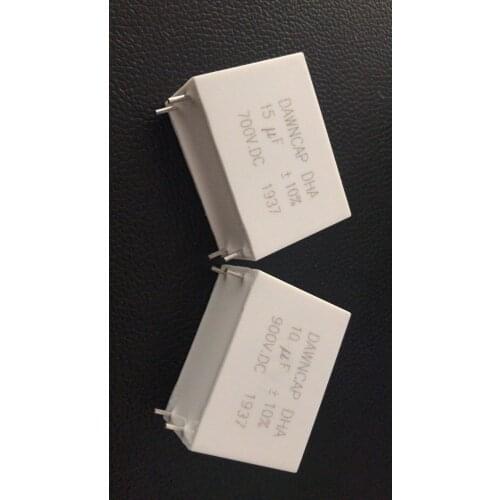 DAWNCAP DHA
15 µF ±10%
700V.DC 1937
DAWNCAP DHA
10 µF ±10%
900V.DC 1937